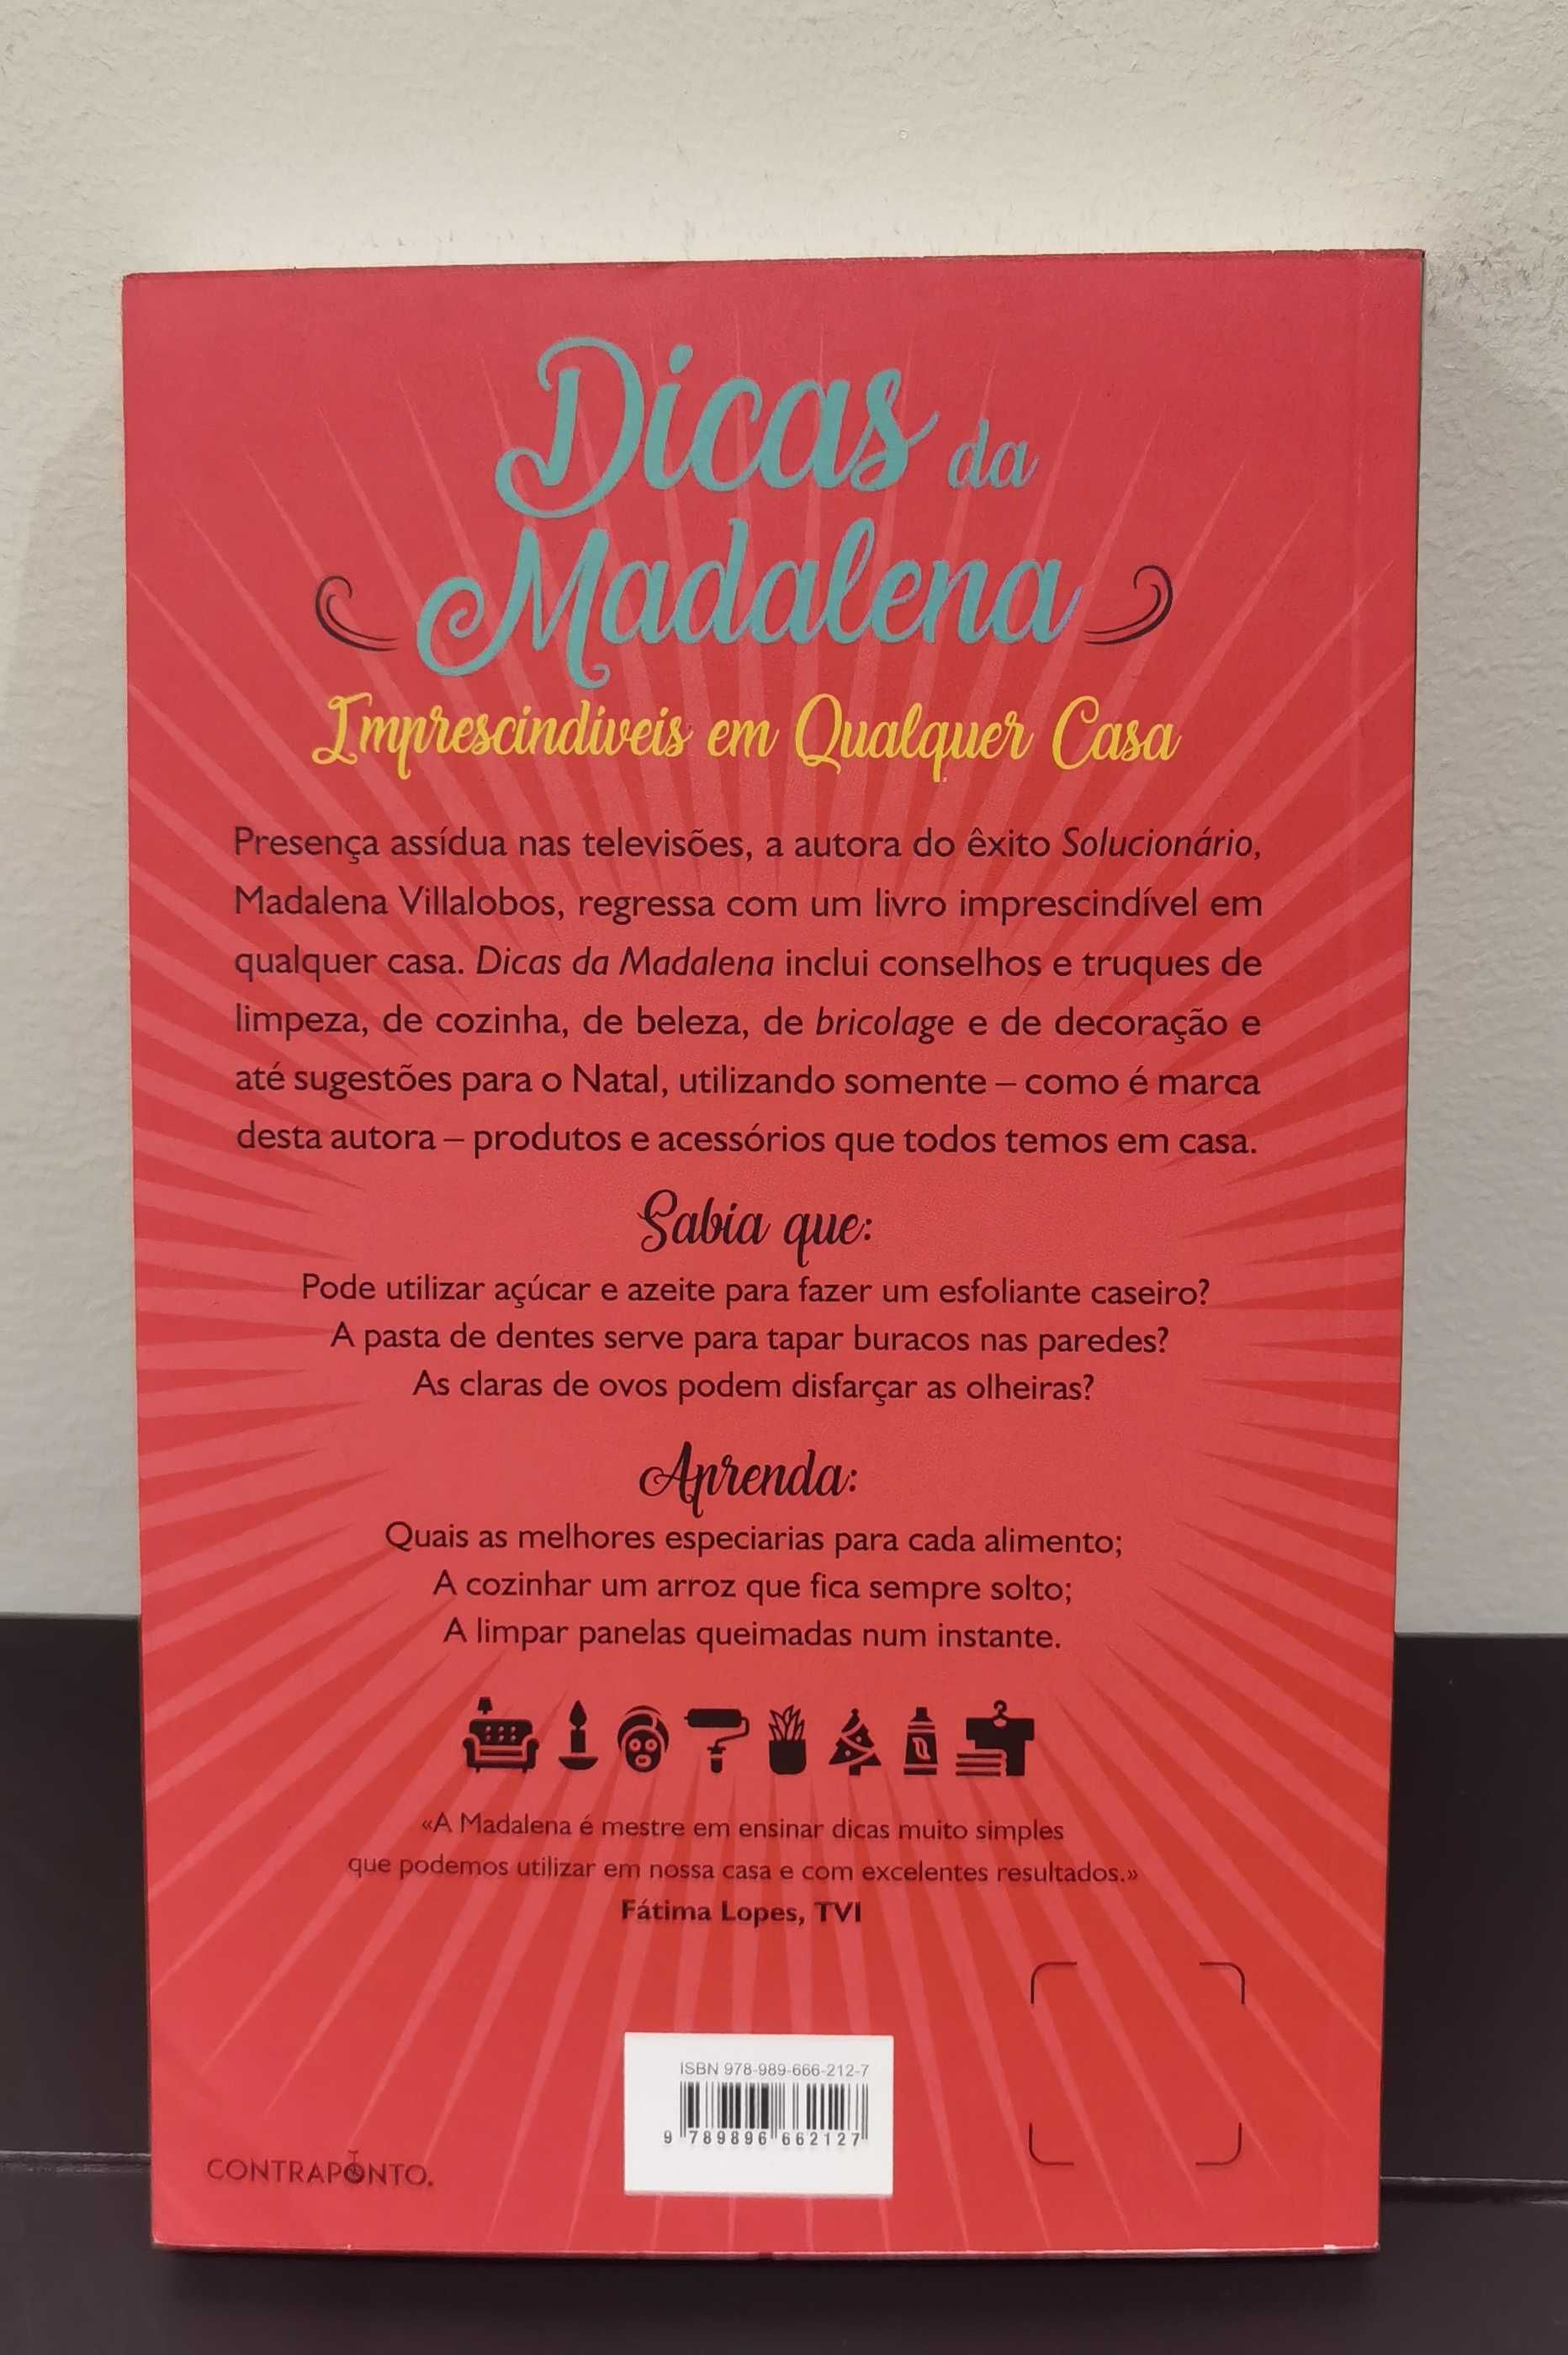 Dicas da
Madalena
Imprescindíveis em Qualquer Casa
Presença assídua nas televisões, a autora do êxito Solucionário,
Madalena Villalobos, regressa com um livro imprescindível em
qualquer casa. Dicas da Madalena inclui conselhos e truques de
limpeza, de cozinha, de beleza, de bricolage e de decoração e
até sugestões para o Natal, utilizando somente – como é marca
desta autora – produtos e acessórios que todos temos em casa.
Sabia que:
Pode utilizar açúcar e azeite para fazer um esfoliante caseiro?
A pasta de dentes serve para tapar buracos nas paredes?
As claras de ovos podem disfarçar as olheiras?
Aprenda:
Quais as melhores especiarias para cada alimento;
A cozinhar um arroz que fica sempre solto;
A limpar panelas queimadas num instante.
«A Madalena é mestre em ensinar dicas muito simples
que podemos utilizar em nossa casa e com excelentes resultados.»
Fátima Lopes, TVI
ISBN 978-989-666-212-7
9 789896 662127
CONTRAPONTO.